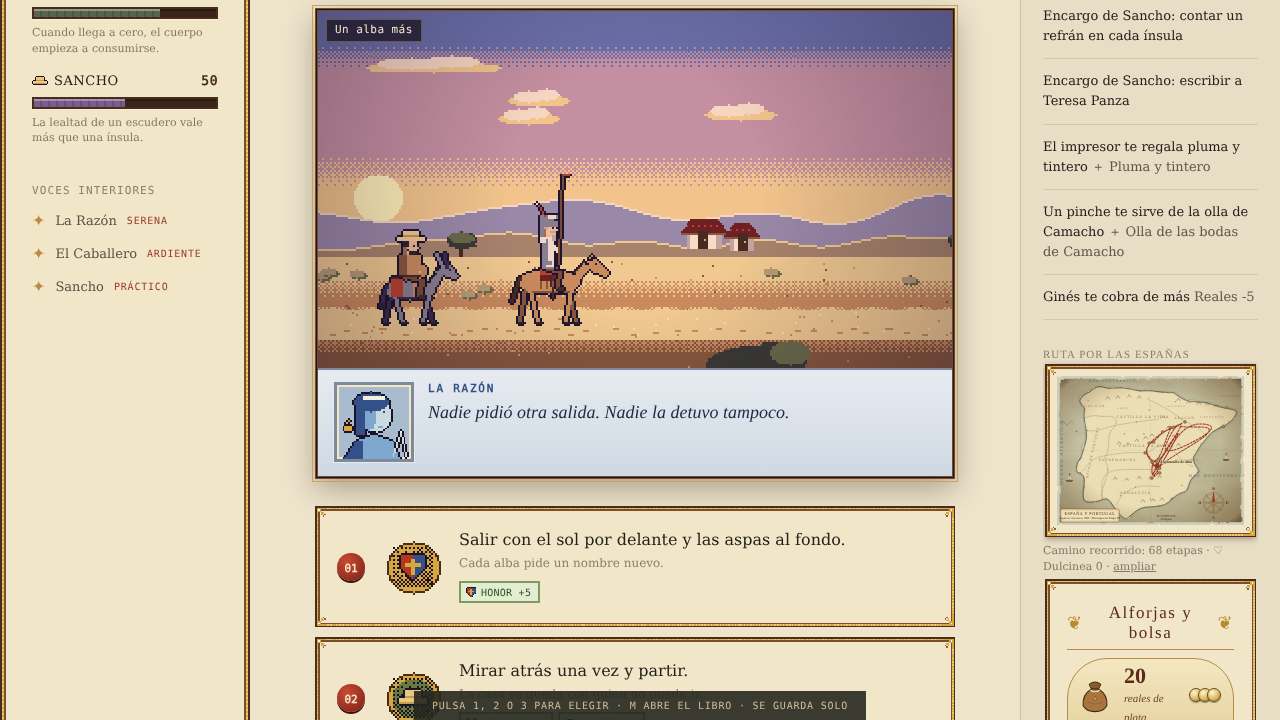 Cuando llega a cero, el cuerpo
empieza a consumirse.
SANCHO 50
La lealtad de un escudero vale
más que una ínsula.
VOCES INTERIORES
La Razón SERENA
El Caballero ARDIENTE
Sancho PRÁCTICO
Un alba más
LA RAZÓN
Nadie pidió otra salida. Nadie la detuvo tampoco.
01
Salir con el sol por delante y las aspas al fondo.
Cada alba pide un nombre nuevo.
HONOR +5
02
Mirar atrás una vez y partir.
PULSA 1, 2 O 3 PARA ELEGIR · M ABRE EL LIBRO · SE GUARDA SOLO
Encargo de Sancho: contar un
refrán en cada ínsula
Encargo de Sancho: escribir a
Teresa Panza
El impresor te regala pluma y
tintero + Pluma y tintero
Un pinche te sirve de la olla de
Camacho + Olla de las bodas
de Camacho
Ginés te cobra de más Reales -5
RUTA POR LAS ESPAÑAS
ESPAÑA Y PORTUGAL
Camino recorrido: 68 etapas · ♡
Dulcinea 0 · ampliar
Alforjas y
bolsa
20
reales de
plata